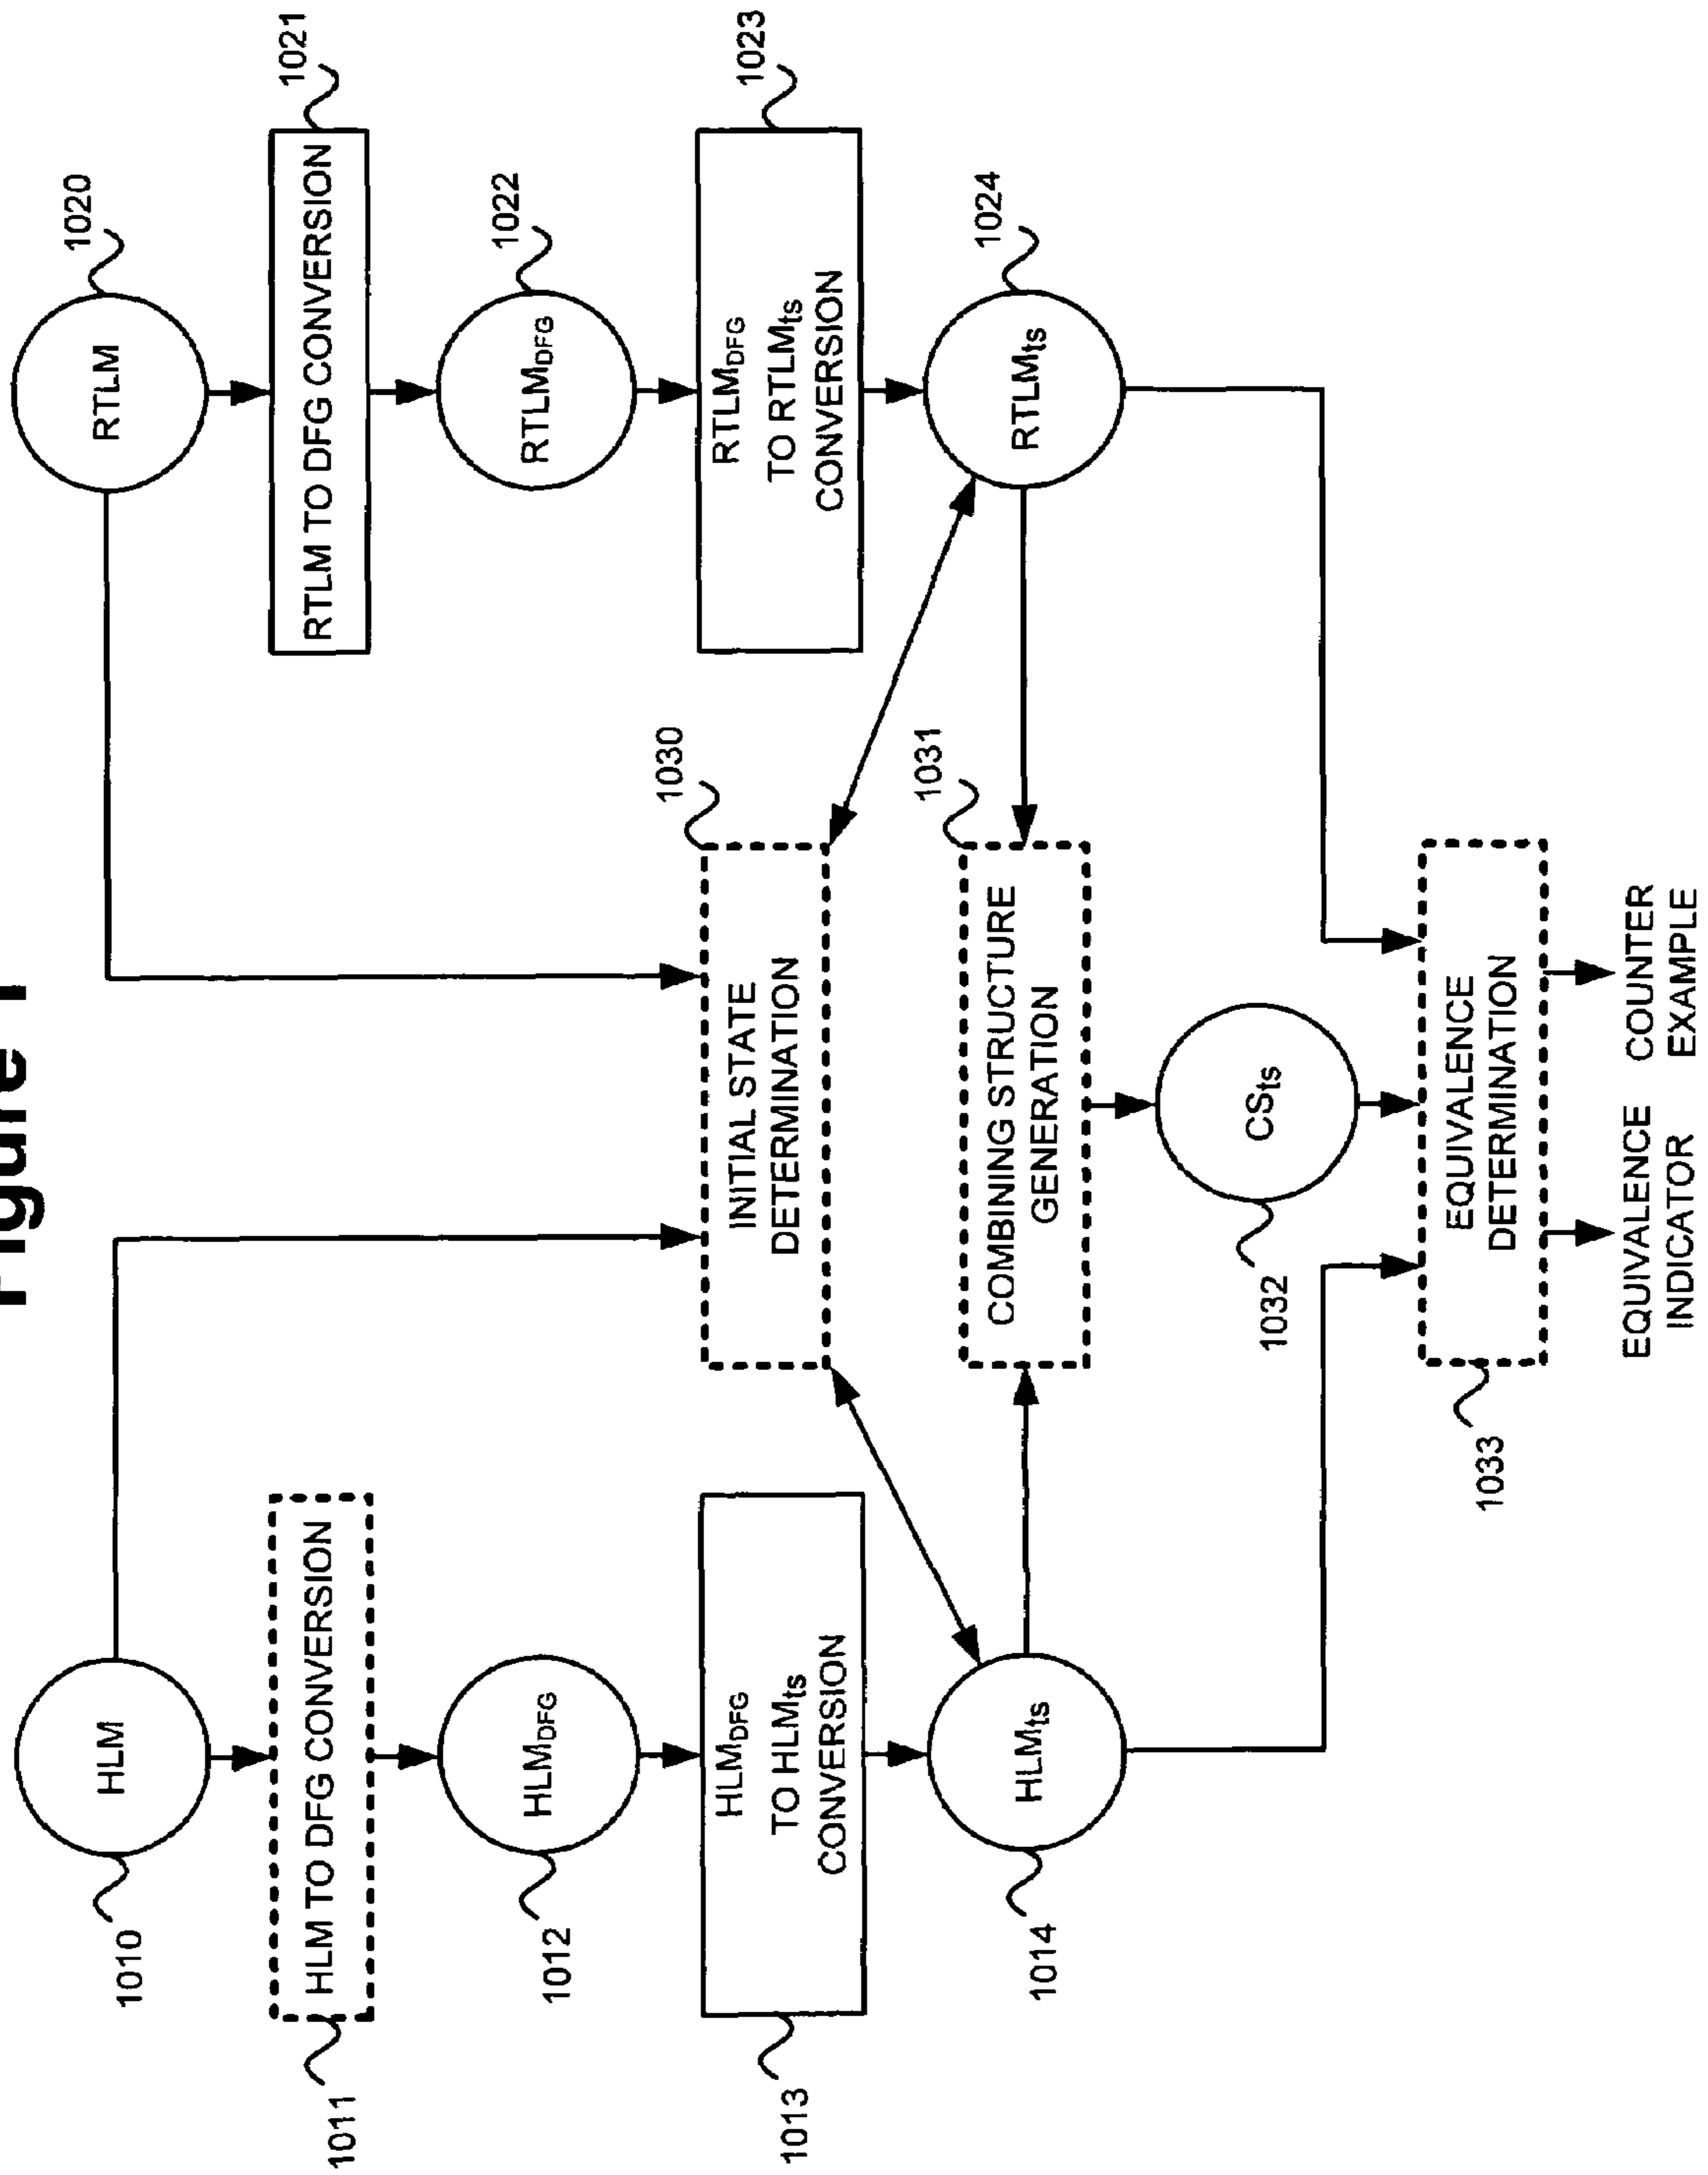 Figure 1
HLM
1010
RTLM
1020
HLM TO DFG CONVERSION
1011
RTLM TO DFG CONVERSION
1021
HLMDFG
1012
RTLMDFG
1022
HLMDFG
TO HLMts
CONVERSION
1013
INITIAL STATE
DETERMINATION
1030
RTLMDFG
TO RTLMts
CONVERSION
1023
HLMts
1014
COMBINING STRUCTURE
GENERATION
1031
RTLMts
1024
CSts
1032
EQUIVALENCE
DETERMINATION
1033
EQUIVALENCE
INDICATOR
COUNTER
EXAMPLE